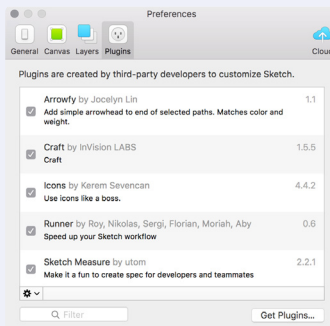 Preferences
General Canvas Layers Plugins Cloud
Plugins are created by third-party developers to customize Sketch.
Arrowfy by Jocelyn Lin 1.1
Add simple arrowhead to end of selected paths. Matches color and
weight.
Craft by InVision LABS 1.5.5
Craft
Icons by Kerem Sevencan 4.4.2
Use icons like a boss.
Runner by Roy, Nikolas, Sergi, Florian, Moriah, Aby 0.6
Speed up your Sketch workflow
Sketch Measure by utom 2.2.1
Make it a fun to create spec for developers and teammates
Filter Get Plugins...